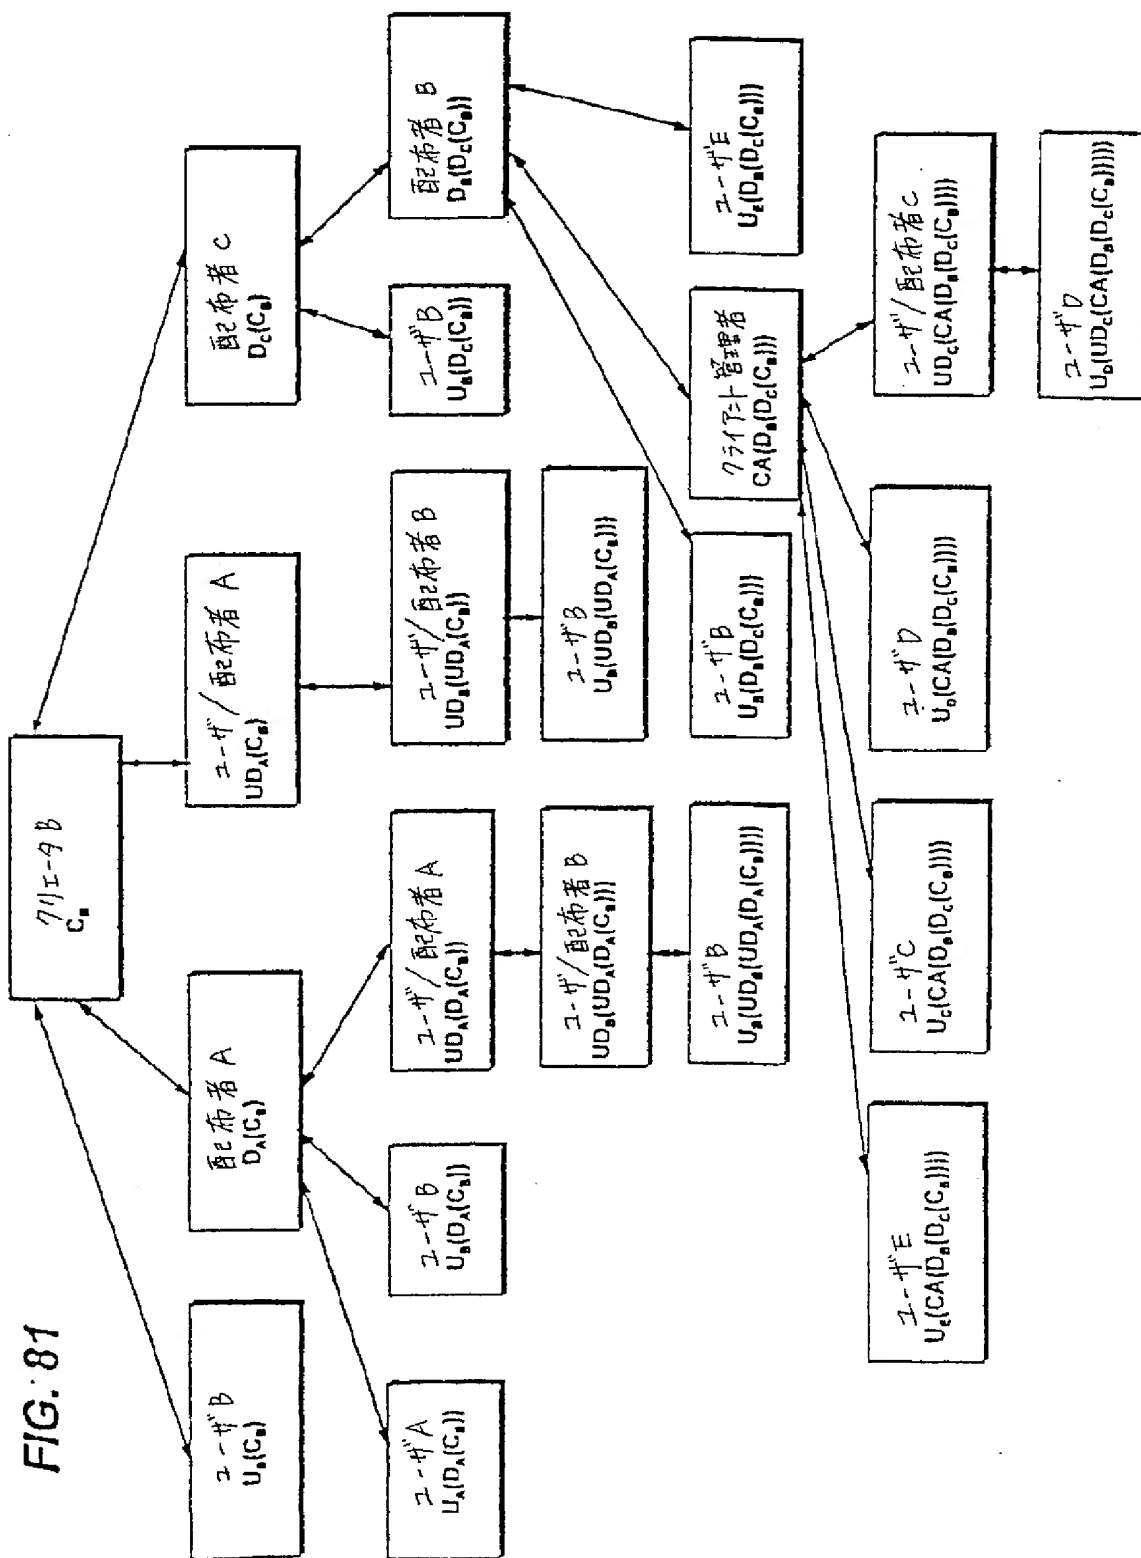 FIG. 81
クリエータB
C_B
ユーザB
U_B(C_B)
配布者A
D_A(C_B)
ユーザ/配布者A
UD_A(C_B)
配布者C
D_C(C_B)
ユーザA
U_A(D_A(C_B))
ユーザB
U_B(D_A(C_B))
ユーザ/配布者A
UD_A(D_A(C_B))
ユーザ/配布者B
UD_B(UD_A(C_B))
ユーザB
U_B(D_C(C_B))
配布者B
D_B(D_C(C_B))
ユーザ/配布者B
UD_B(UD_A(D_A(C_B)))
ユーザB
U_B(UD_B(UD_A(C_B)))
ユーザB
U_B(UD_B(UD_A(D_A(C_B))))
ユーザB
U_B(D_B(D_C(C_B)))
クライアント管理者
CA(D_B(D_C(C_B)))
ユーザE
U_E(D_B(D_C(C_B)))
ユーザE
U_E(CA(D_B(D_C(C_B))))
ユーザC
U_C(CA(D_B(D_C(C_B))))
ユーザD
U_D(CA(D_B(D_C(C_B))))
ユーザ/配布者C
UD_C(CA(D_B(D_C(C_B))))
ユーザD
U_D(UD_C(CA(D_B(D_C(C_B)))))